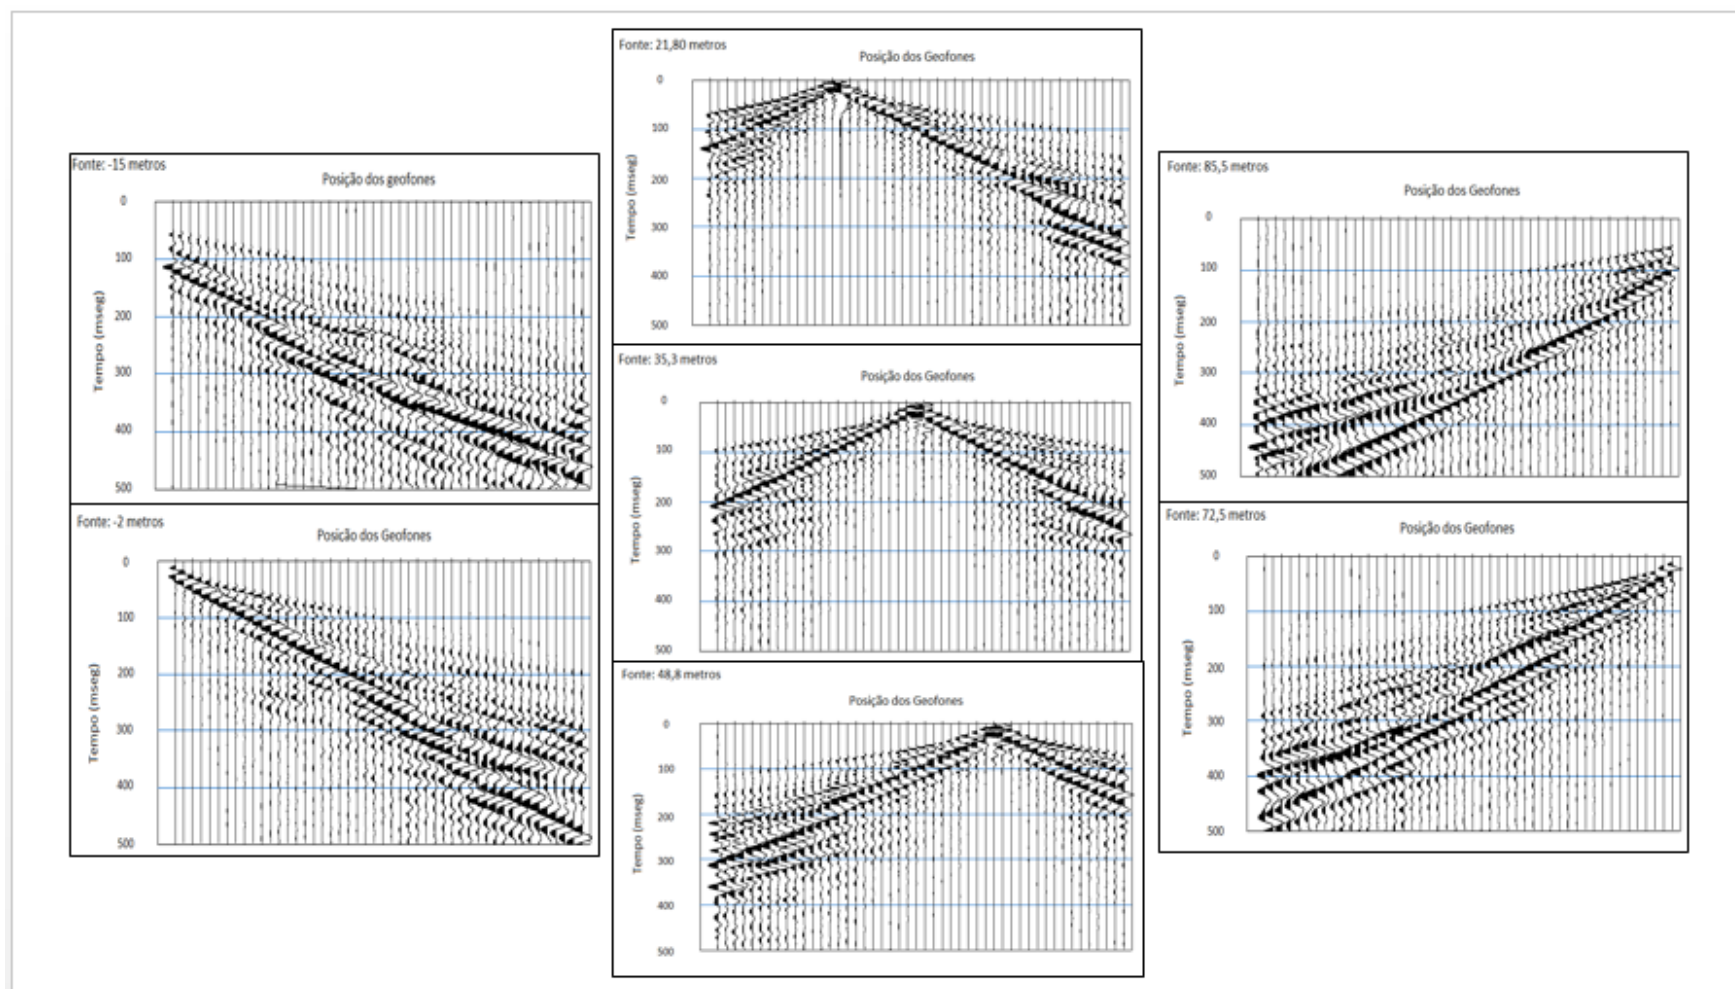 Fonte: -15 metros
Posição dos geofones
Tempo (mseg)
0
100
200
300
400
500
Fonte: -2 metros
Posição dos Geofones
Tempo (mseg)
0
100
200
300
400
500
Fonte: 21,80 metros
Posição dos Geofones
Tempo (mseg)
0
100
200
300
400
500
Fonte: 35,3 metros
Posição dos Geofones
Tempo (mseg)
0
100
200
300
400
500
Fonte: 48,8 metros
Posição dos Geofones
Tempo (mseg)
0
100
200
300
400
500
Fonte: 85,5 metros
Posição dos Geofones
Tempo (mseg)
0
100
200
300
400
500
Fonte: 72,5 metros
Posição dos Geofones
Tempo (mseg)
0
100
200
300
400
500